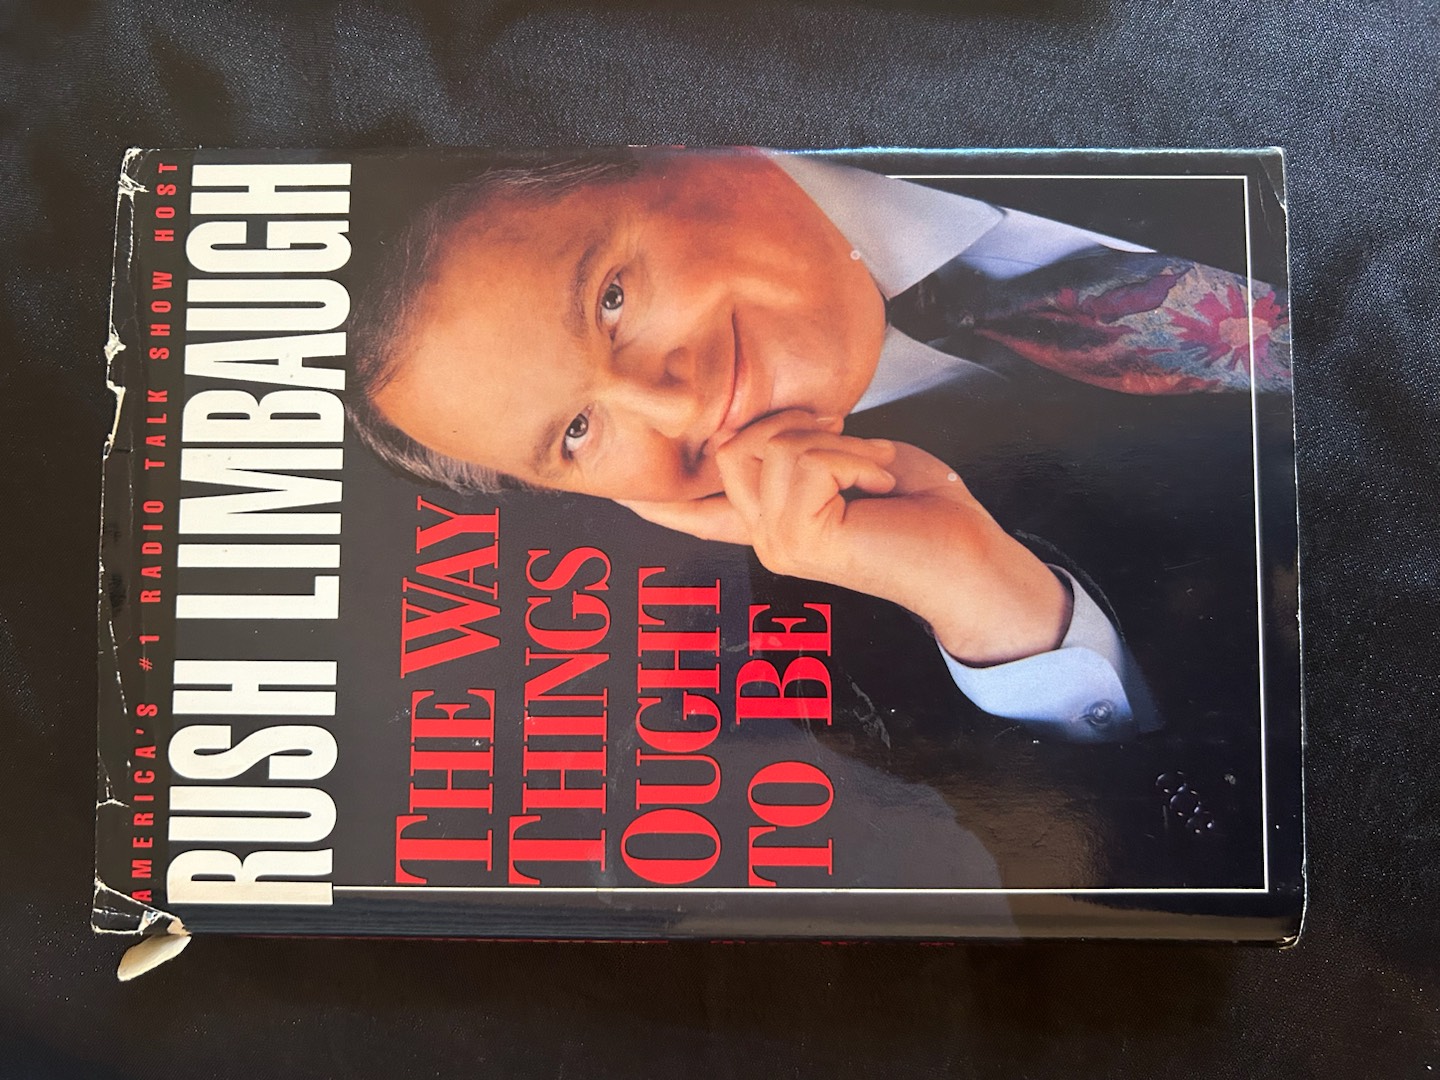 AMERICA'S #1 RADIO TALK SHOW HOST
RUSH LIMBAUGH
THE WAY
THINGS
OUGHT
TO BE